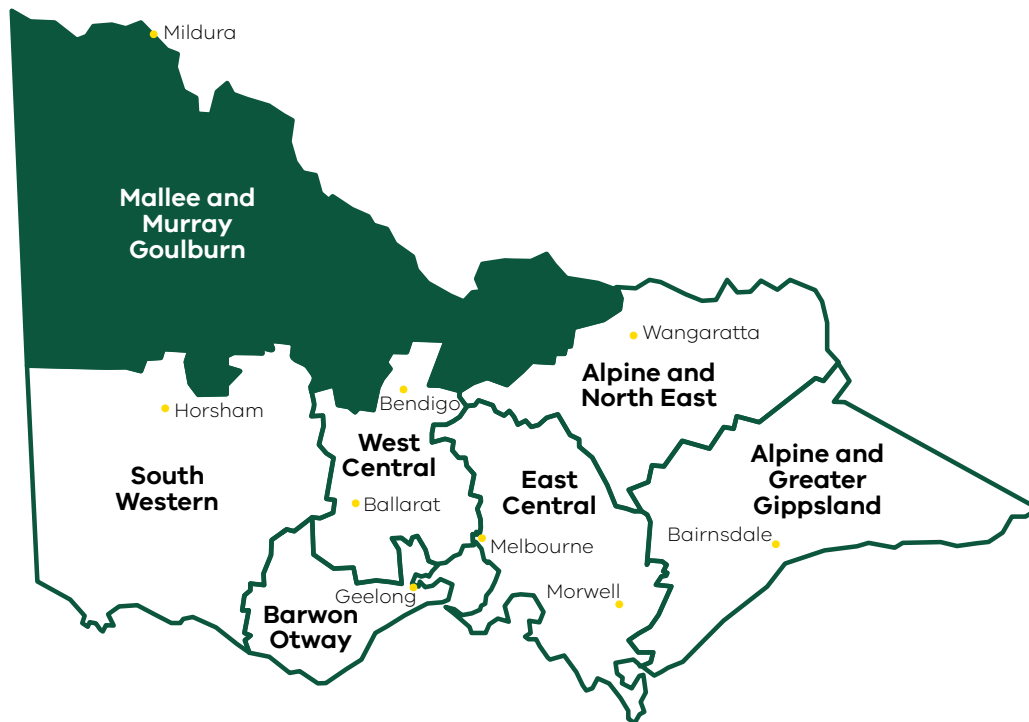 Mildura
Mallee and
Murray
Goulburn
Wangaratta
Alpine and
North East
Horsham
Bendigo
West
Central
South
Western
East
Central
Alpine and
Greater
Gippsland
Ballarat
Melbourne
Bairnsdale
Geelong
Morwell
Barwon
Otway